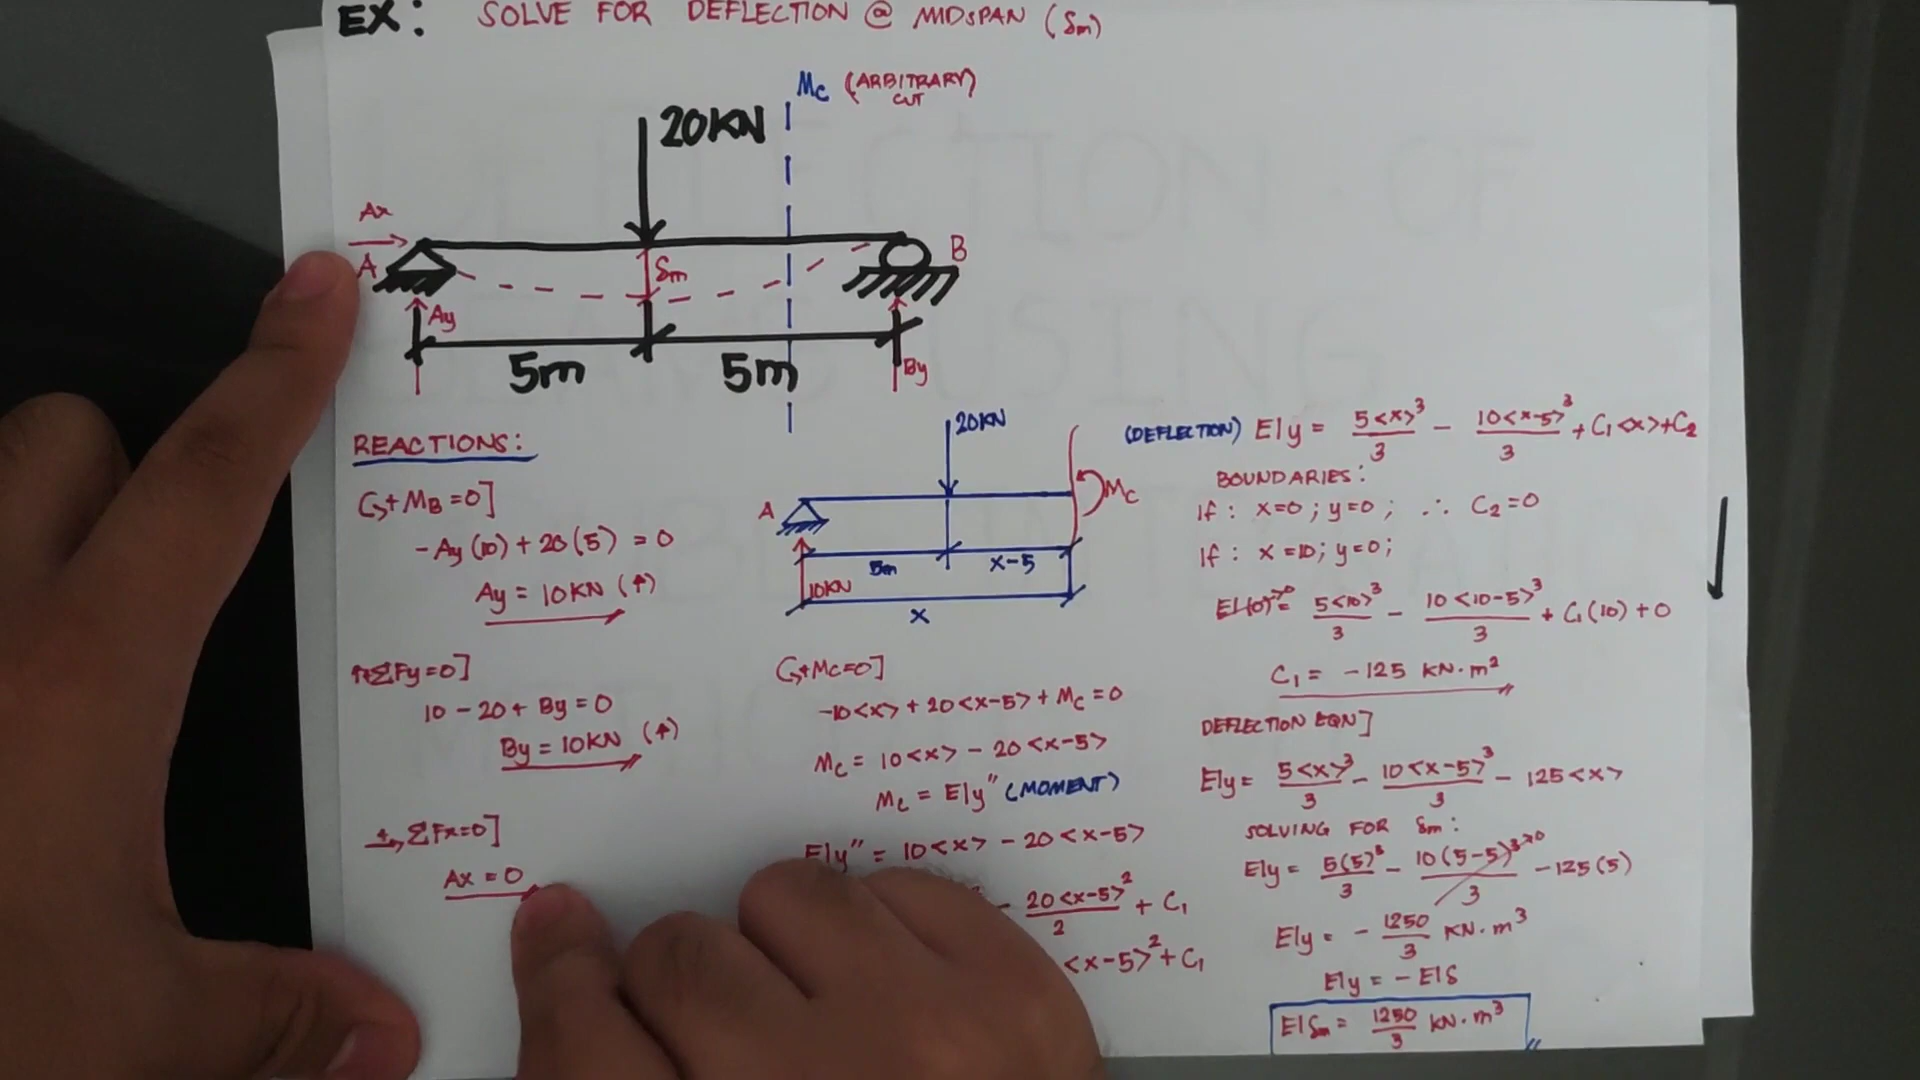 EX: SOLVE FOR DEFLECTION @ MIDSPAN (δm)
Mc (ARBITRARY)
CUT
20KN
Ax
A
δm
B
Ay
By
5m 5m
REACTIONS:
↻+MB=0]
-Ay(10) + 20(5) = 0
Ay = 10KN (↑)
↑+ΣFy=0]
10 - 20 + By = 0
By = 10KN (↑)
+→ ΣFx=0]
Ax = 0
20KN
A
Mc
5m x-5
10KN
x
↻+Mc=0]
-10<x> + 20<x-5> + Mc = 0
Mc = 10<x> - 20<x-5>
Mc = EIy" (MOMENT)
EIy" = 10<x> - 20<x-5>
- 20<x-5>²/2 + C₁
<x-5>² + C₁
(DEFLECTION) EIy = 5<x>³/3 - 10<x-5>³/3 + C₁<x> + C₂
BOUNDARIES:
If: x=0; y=0; ∴ C₂=0
If: x=10; y=0;
EI(0)→0 = 5<10>³/3 - 10<10-5>³/3 + C₁(10) + 0
C₁ = -125 KN·m²
DEFLECTION EQN]
EIy = 5<x>³/3 - 10<x-5>³/3 - 125<x>
SOLVING FOR δm:
EIy = 5(5)³/3 - 10(5-5)³/3→0 - 125(5)
EIy = - 1250/3 KN·m³
EIy = -EIδ
EIδm = 1250/3 KN·m³